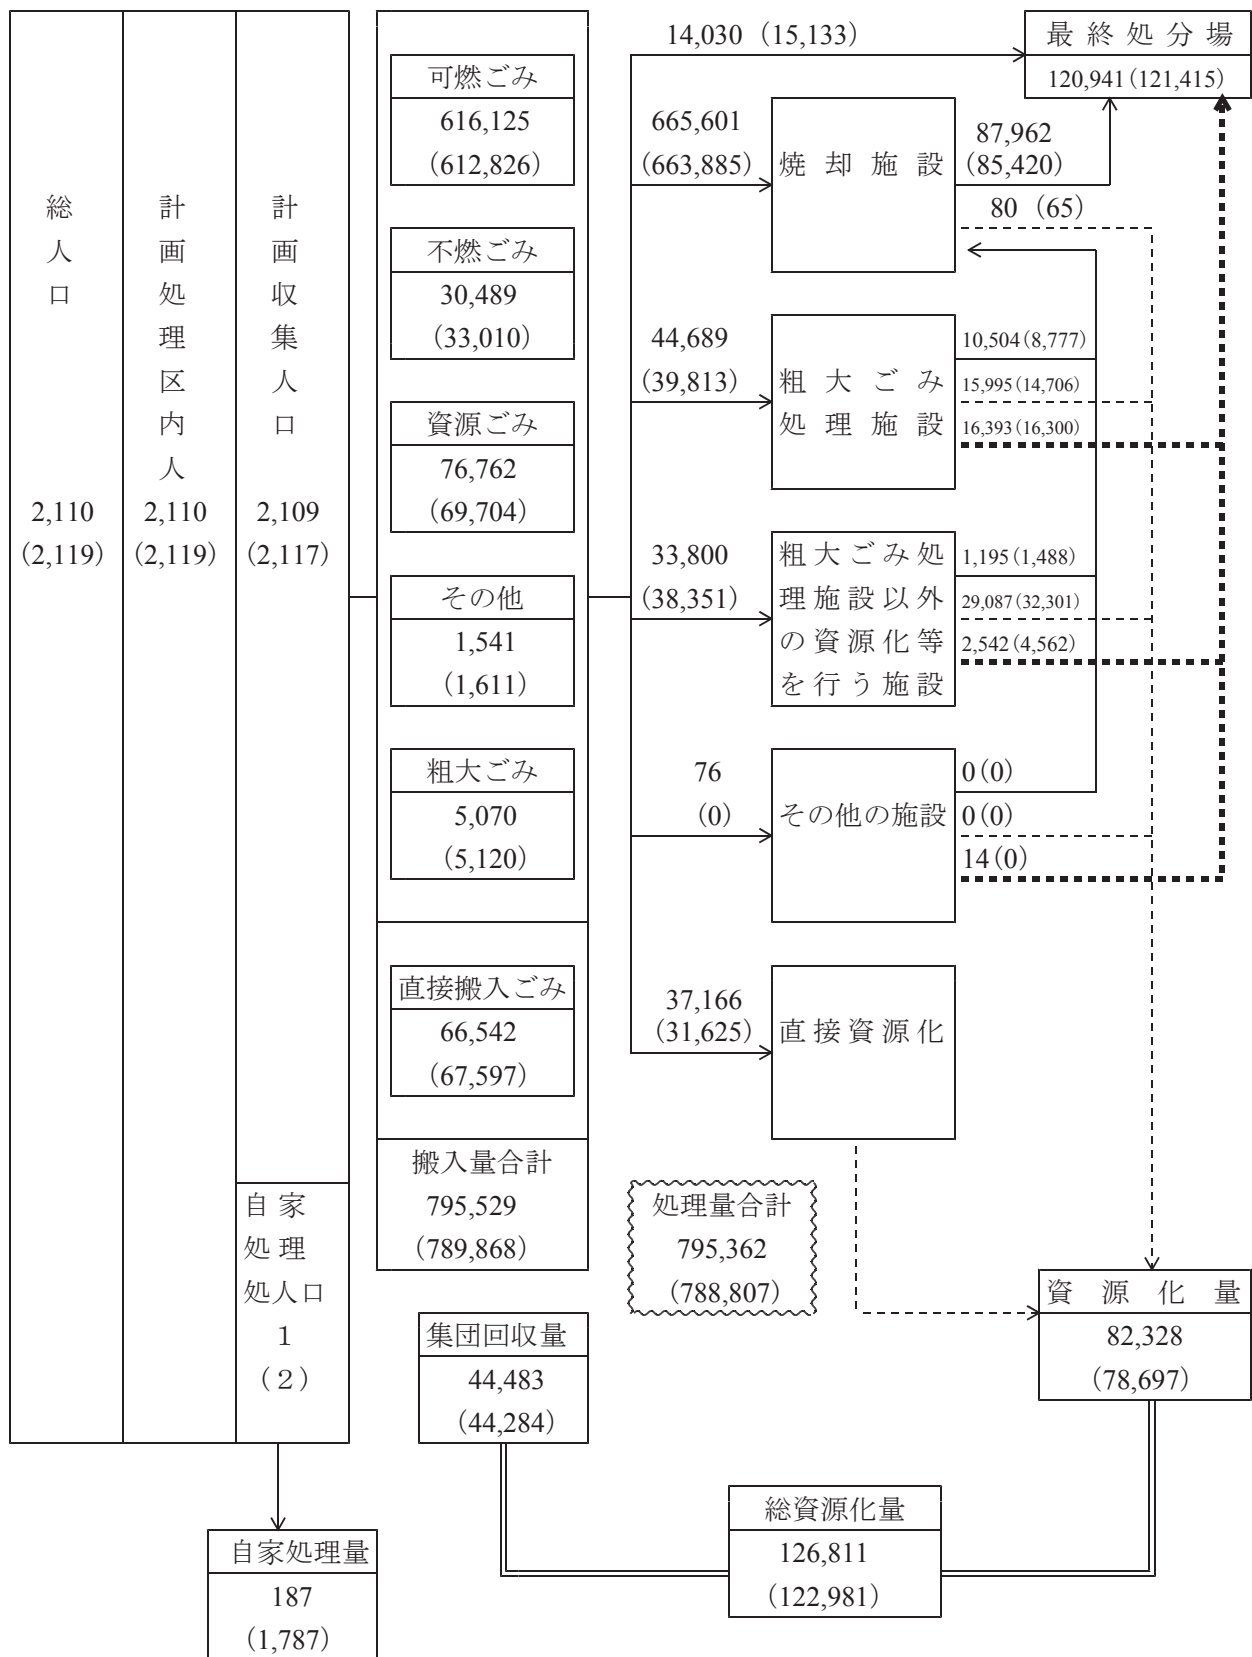 総人口
2,110
(2,119)
計画処理区内人
2,110
(2,119)
計画収集人口
2,109
(2,117)
自家
処理
処人口
1
(2)
自家処理量
187
(1,787)
可燃ごみ
616,125
(612,826)
不燃ごみ
30,489
(33,010)
資源ごみ
76,762
(69,704)
その他
1,541
(1,611)
粗大ごみ
5,070
(5,120)
直接搬入ごみ
66,542
(67,597)
搬入量合計
795,529
(789,868)
集団回収量
44,483
(44,284)
14,030 (15,133)
最終処分場
120,941(121,415)
665,601
(663,885)
焼却施設
87,962
(85,420)
80 (65)
44,689
(39,813)
粗大ごみ
処理施設
10,504(8,777)
15,995(14,706)
16,393(16,300)
33,800
(38,351)
粗大ごみ処
理施設以外
の資源化等
を行う施設
1,195(1,488)
29,087(32,301)
2,542(4,562)
76
(0)
その他の施設
0(0)
0(0)
14(0)
37,166
(31,625)
直接資源化
処理量合計
795,362
(788,807)
資源化量
82,328
(78,697)
総資源化量
126,811
(122,981)